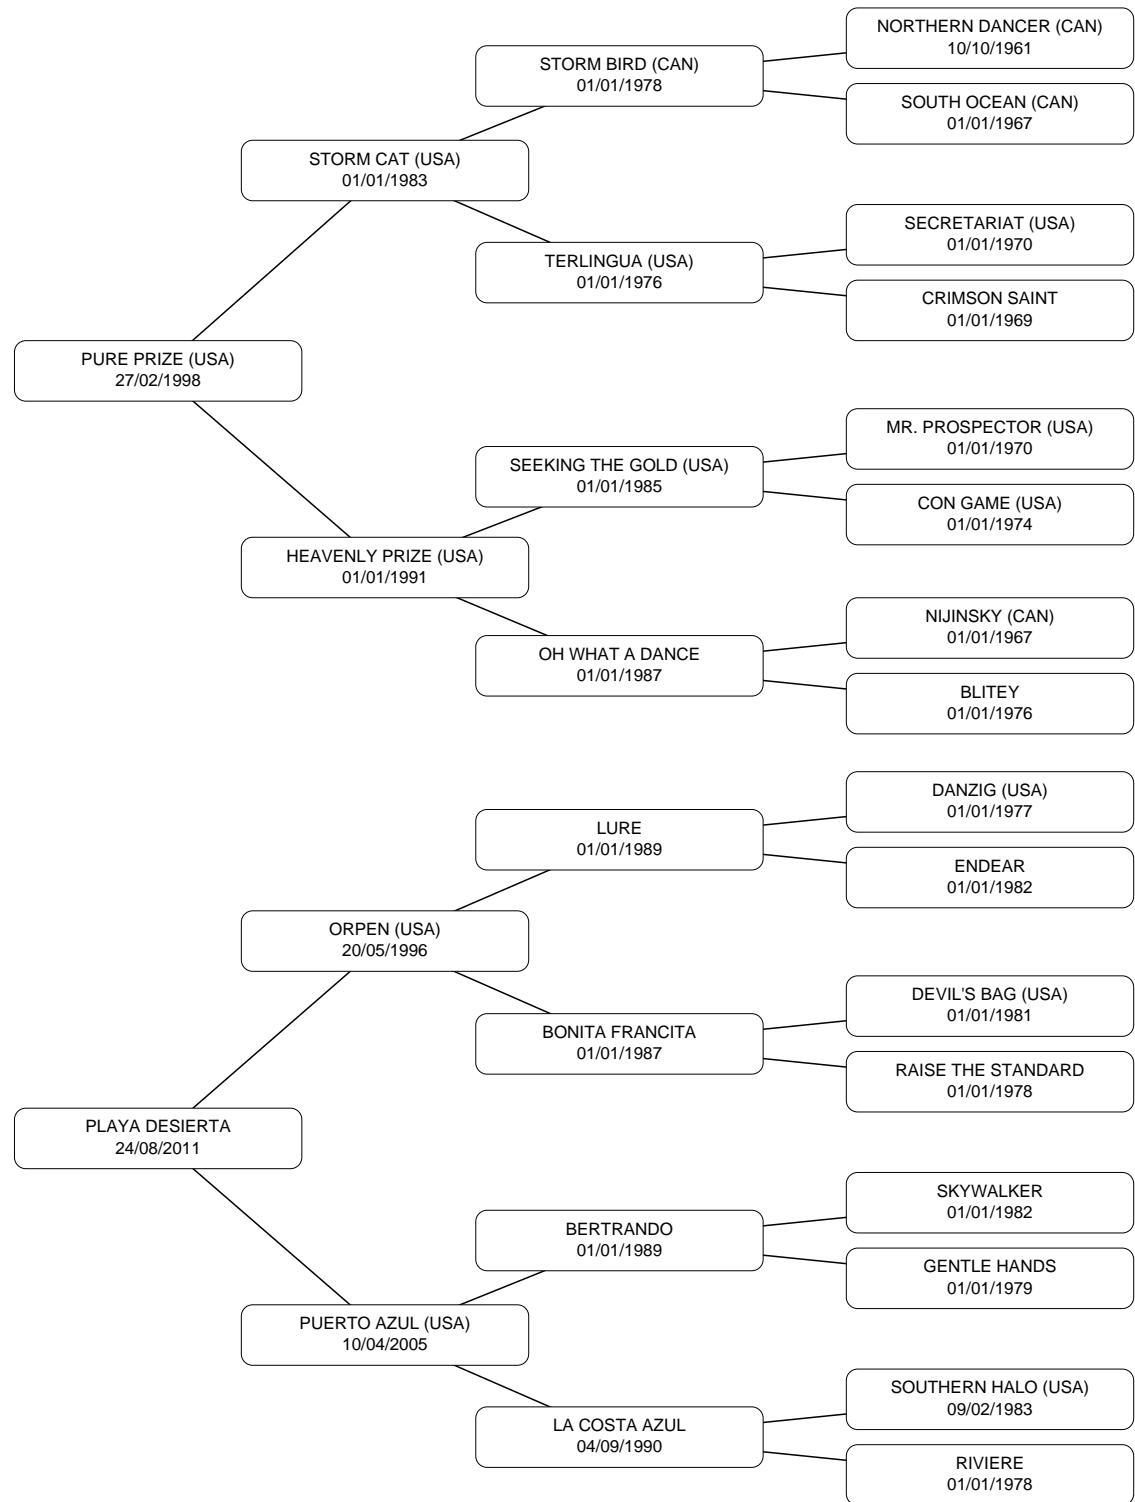 NORTHERN DANCER (CAN)
10/10/1961
STORM BIRD (CAN)
01/01/1978
SOUTH OCEAN (CAN)
01/01/1967
STORM CAT (USA)
01/01/1983
SECRETARIAT (USA)
01/01/1970
TERLINGUA (USA)
01/01/1976
CRIMSON SAINT
01/01/1969
PURE PRIZE (USA)
27/02/1998
MR. PROSPECTOR (USA)
01/01/1970
SEEKING THE GOLD (USA)
01/01/1985
CON GAME (USA)
01/01/1974
HEAVENLY PRIZE (USA)
01/01/1991
NIJINSKY (CAN)
01/01/1967
OH WHAT A DANCE
01/01/1987
BLITEY
01/01/1976
DANZIG (USA)
01/01/1977
LURE
01/01/1989
ENDEAR
01/01/1982
ORPEN (USA)
20/05/1996
DEVIL'S BAG (USA)
01/01/1981
BONITA FRANCITA
01/01/1987
RAISE THE STANDARD
01/01/1978
PLAYA DESIERTA
24/08/2011
SKYWALKER
01/01/1982
BERTRANDO
01/01/1989
GENTLE HANDS
01/01/1979
PUERTO AZUL (USA)
10/04/2005
SOUTHERN HALO (USA)
09/02/1983
LA COSTA AZUL
04/09/1990
RIVIERE
01/01/1978